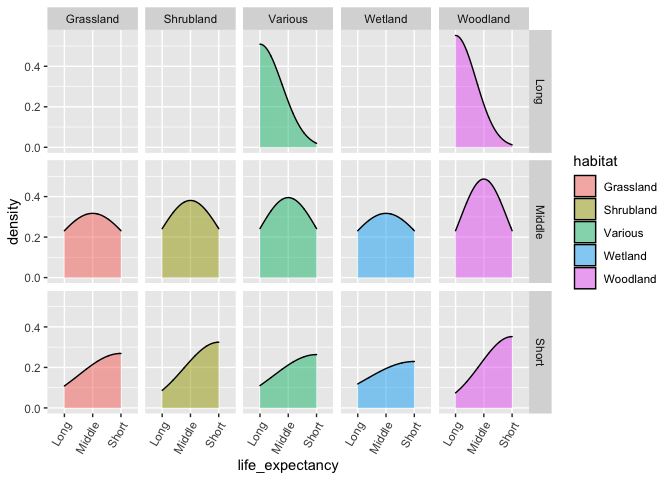 Grassland Shrubland Various Wetland Woodland
0.4
0.2
0.0
Long
0.4
0.2
0.0
Middle
0.4
0.2
0.0
Short
density
Long Middle Short Long Middle Short Long Middle Short Long Middle Short Long Middle Short
life_expectancy
habitat
Grassland
Shrubland
Various
Wetland
Woodland